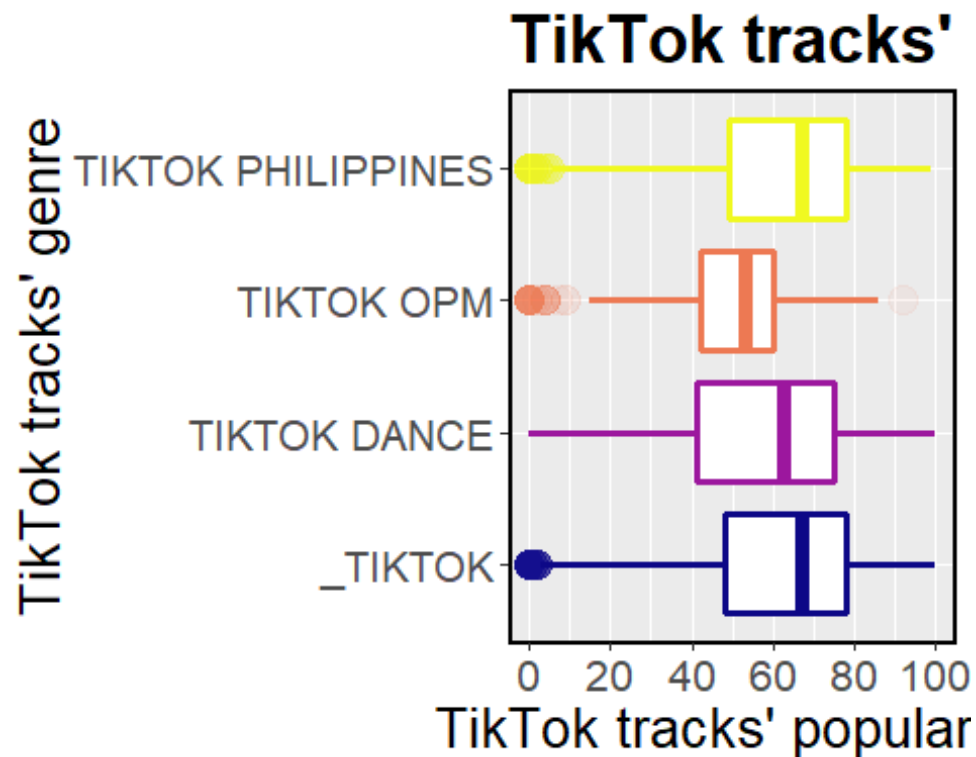 TikTok tracks'
TikTok tracks' genre
TIKTOK PHILIPPINES
TIKTOK OPM
TIKTOK DANCE
_TIKTOK
0 20 40 60 80 100
TikTok tracks' popular